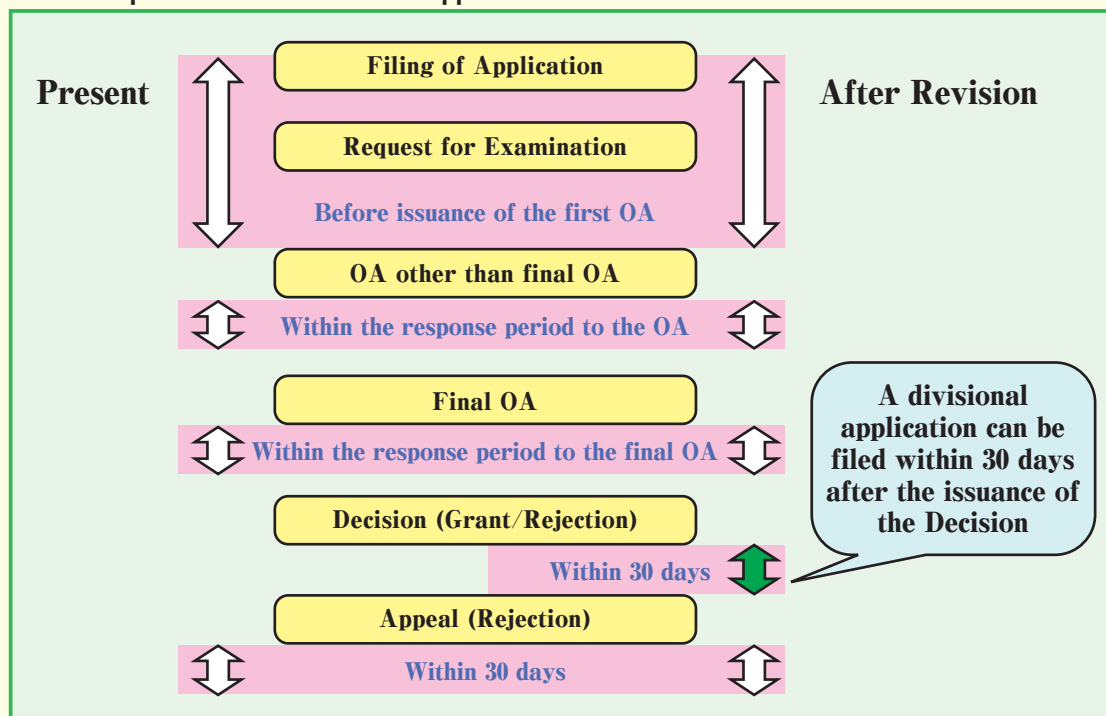 Filing of Application
Present
After Revision
Request for Examination
Before issuance of the first OA
OA other than final OA
Within the response period to the OA
Final OA
Within the response period to the final OA
A divisional
application can be
filed within 30 days
after the issuance of
the Decision
Decision (Grant/Rejection)
Within 30 days
Appeal (Rejection)
Within 30 days